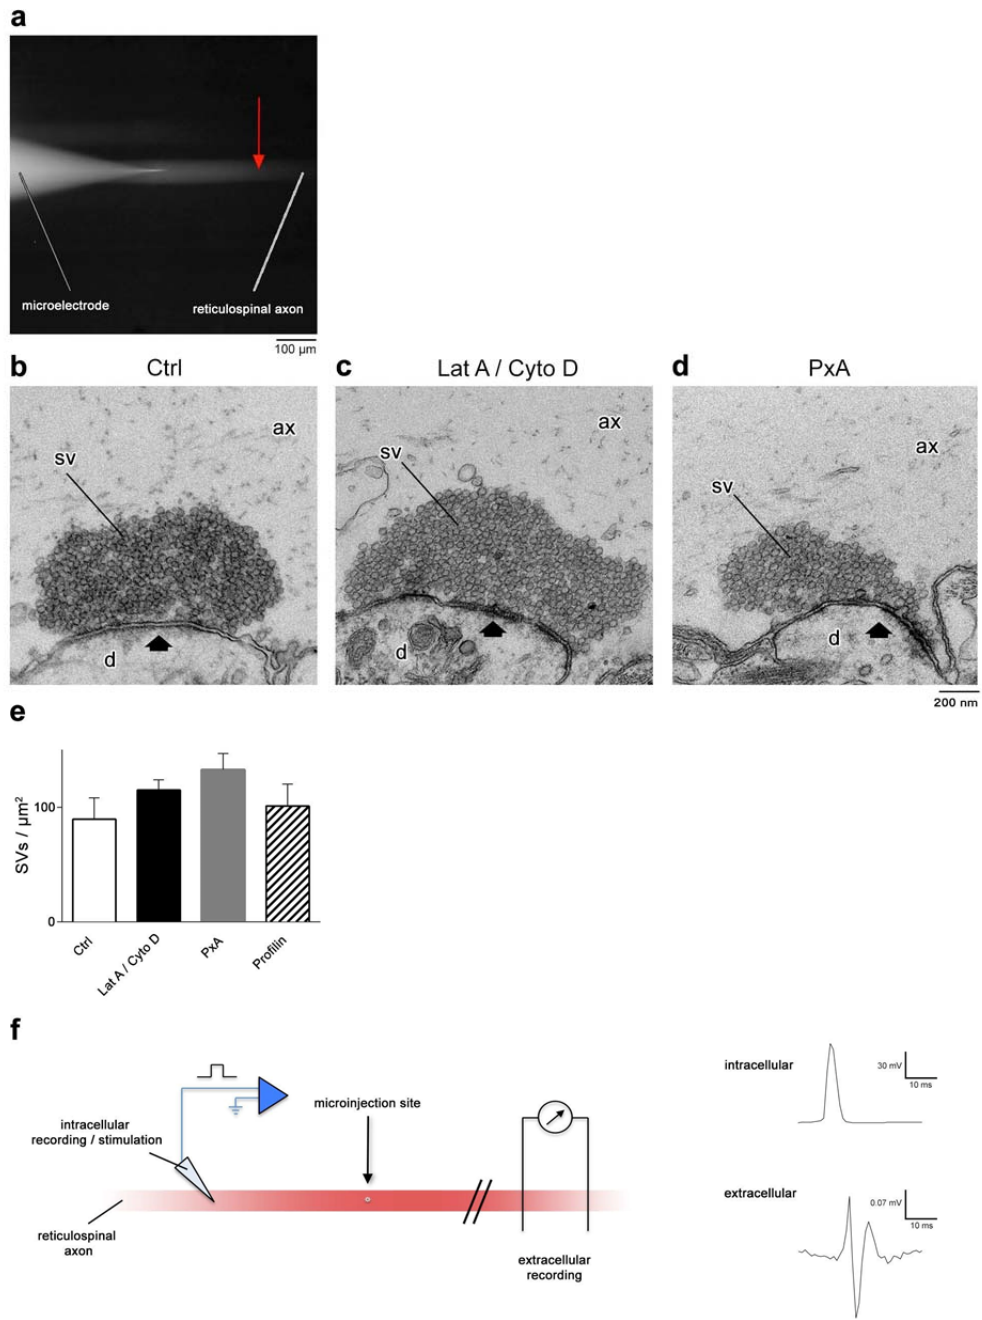 a
microelectrode
reticulospinal axon
100 µm
b
Ctrl
c
Lat A / Cyto D
d
PxA
ax
sv
d
ax
sv
d
ax
sv
d
200 nm
e
SVs / µm²
100
0
Ctrl
Lat A / Cyto D
PxA
Profilin
f
intracellular
recording / stimulation
microinjection site
reticulospinal
axon
extracellular
recording
intracellular
30 mV
10 ms
extracellular
0.07 mV
10 ms